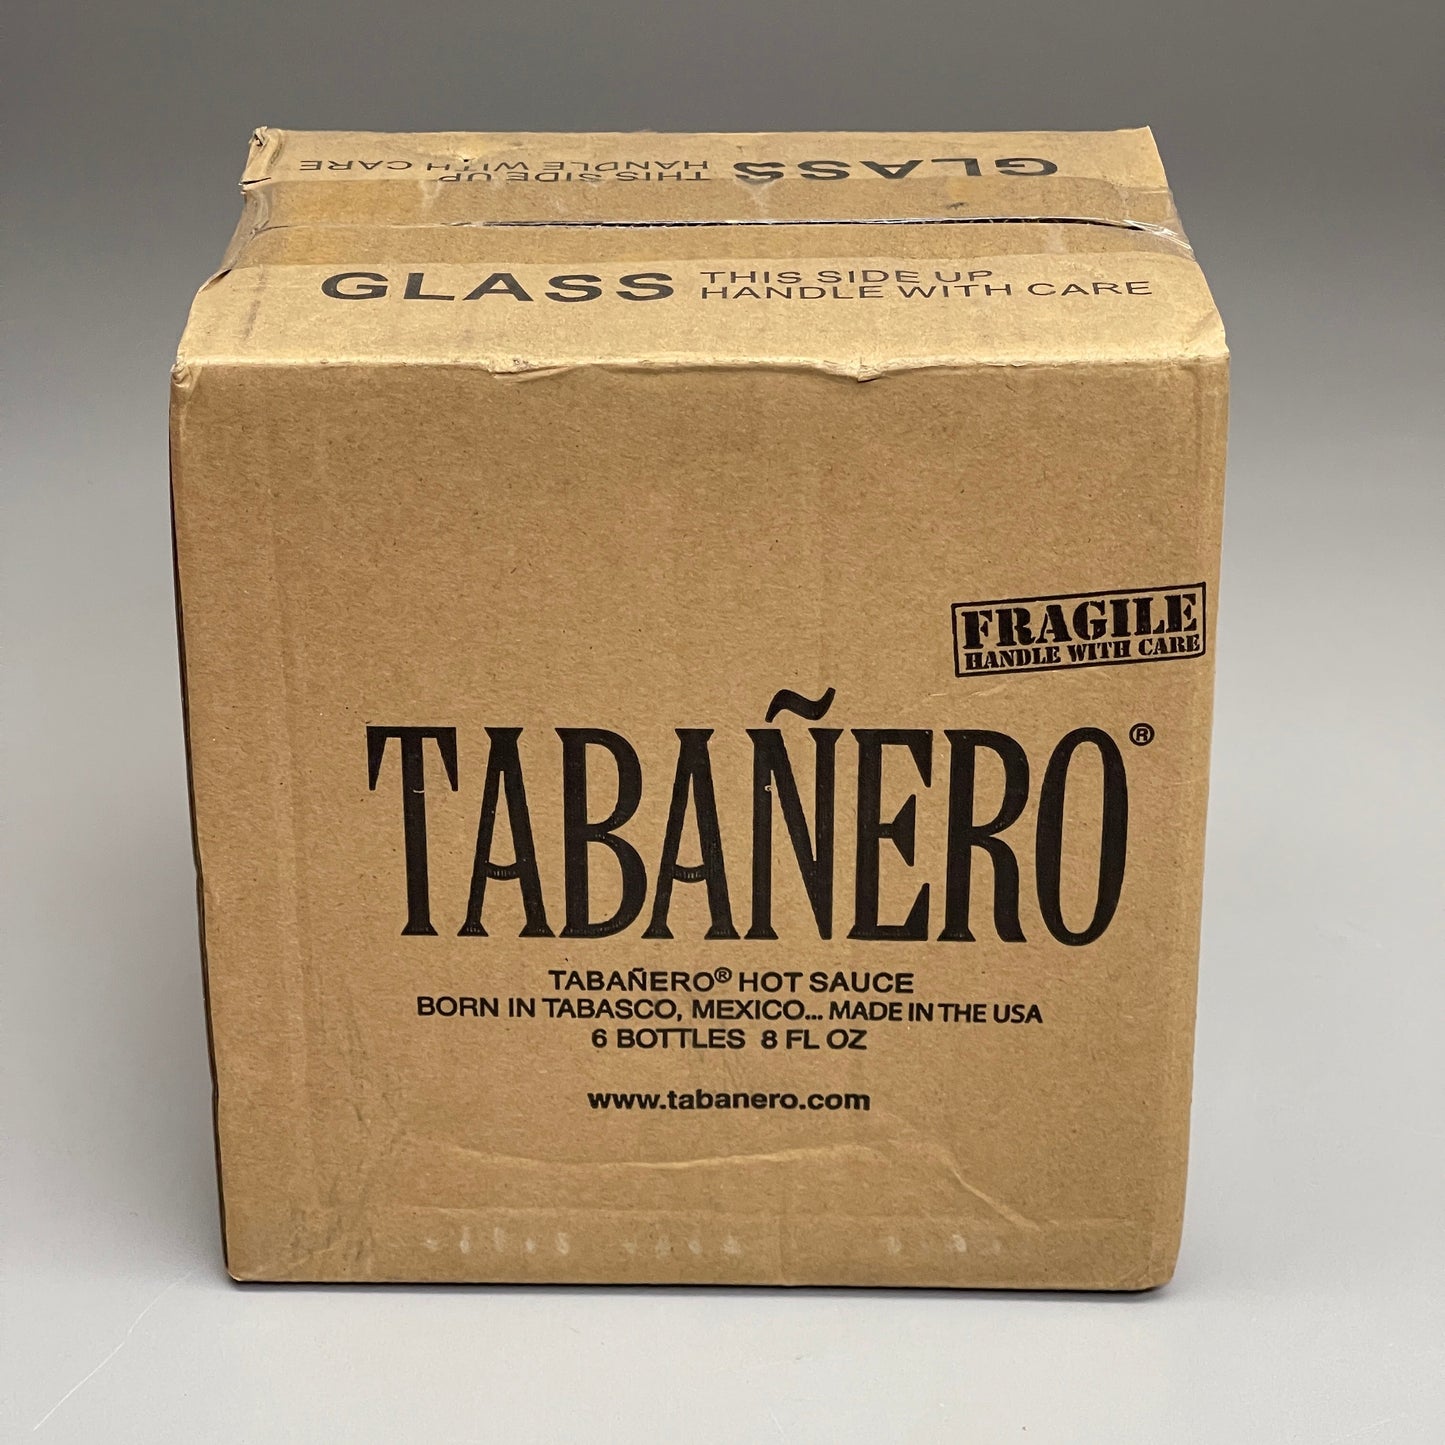 GLASS THIS SIDE UP
HANDLE WITH CARE
GLASS THIS SIDE UP
HANDLE WITH CARE
FRAGILE
HANDLE WITH CARE
TABAÑERO®
TABAÑERO® HOT SAUCE
BORN IN TABASCO, MEXICO... MADE IN THE USA
6 BOTTLES 8 FL OZ
www.tabanero.com